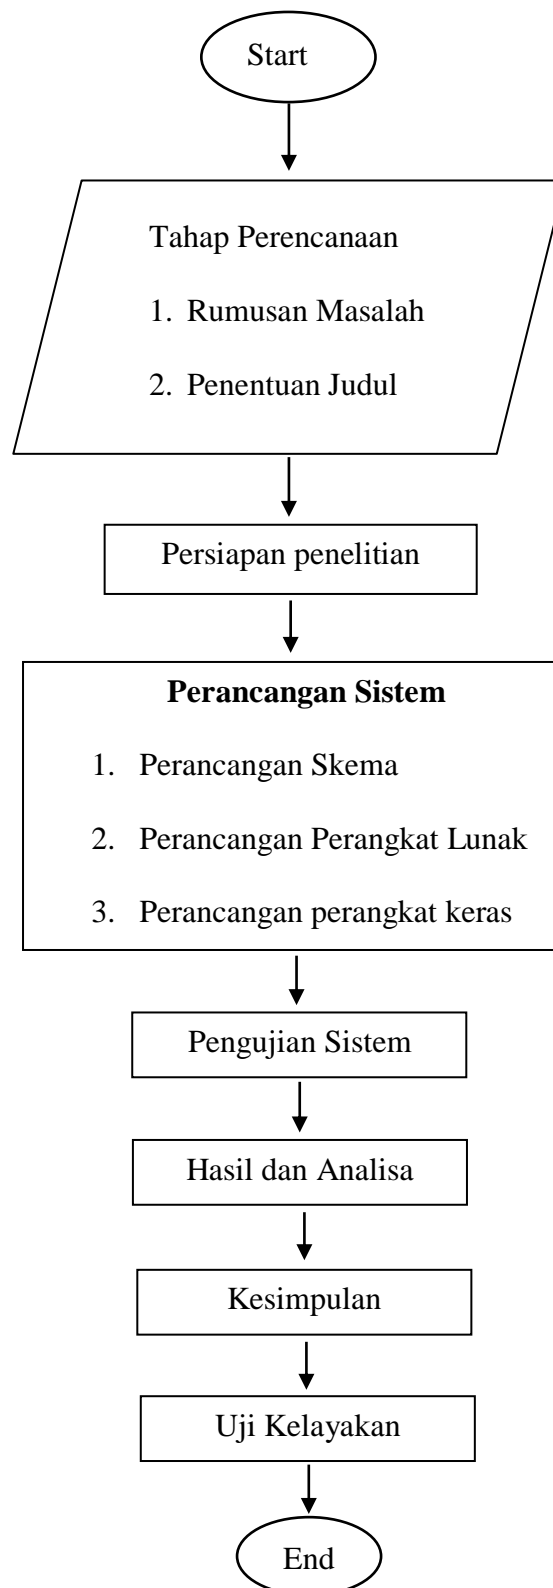 Start
Tahap Perencanaan
1. Rumusan Masalah
2. Penentuan Judul
Persiapan penelitian
Perancangan Sistem
1. Perancangan Skema
2. Perancangan Perangkat Lunak
3. Perancangan perangkat keras
Pengujian Sistem
Hasil dan Analisa
Kesimpulan
Uji Kelayakan
End